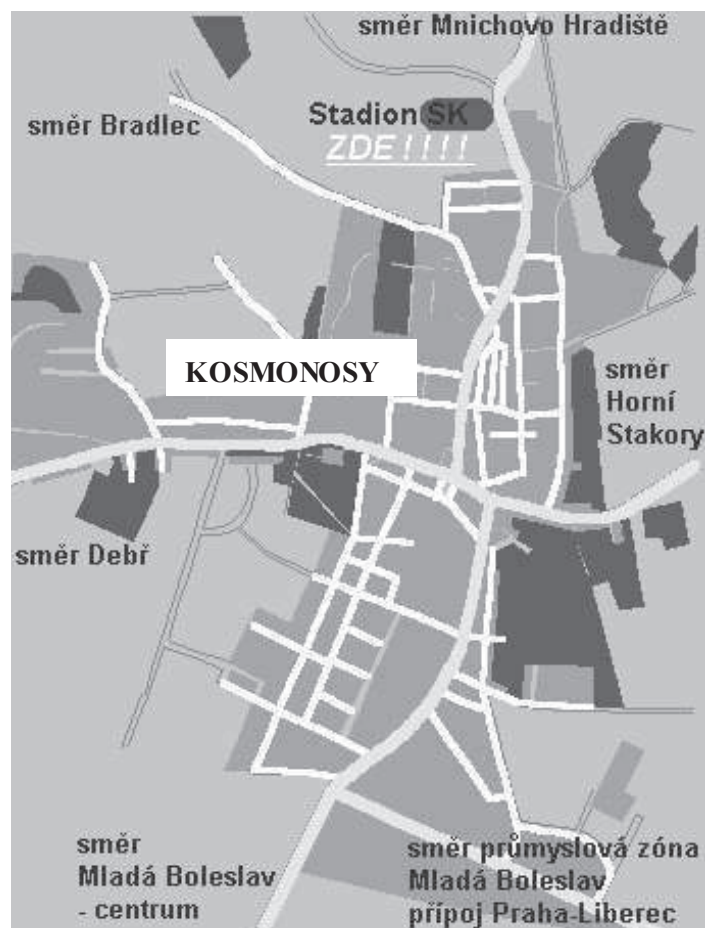 směr Mnichovo Hradiště
Stadion SK
směr Bradlec
ZDE!!!!
KOSMONOSY
směr
Horní
Stakory
směr Debř
směr
Mladá Boleslav
- centrum
směr průmyslová zóna
Mladá Boleslav
přípoj Praha-Liberec